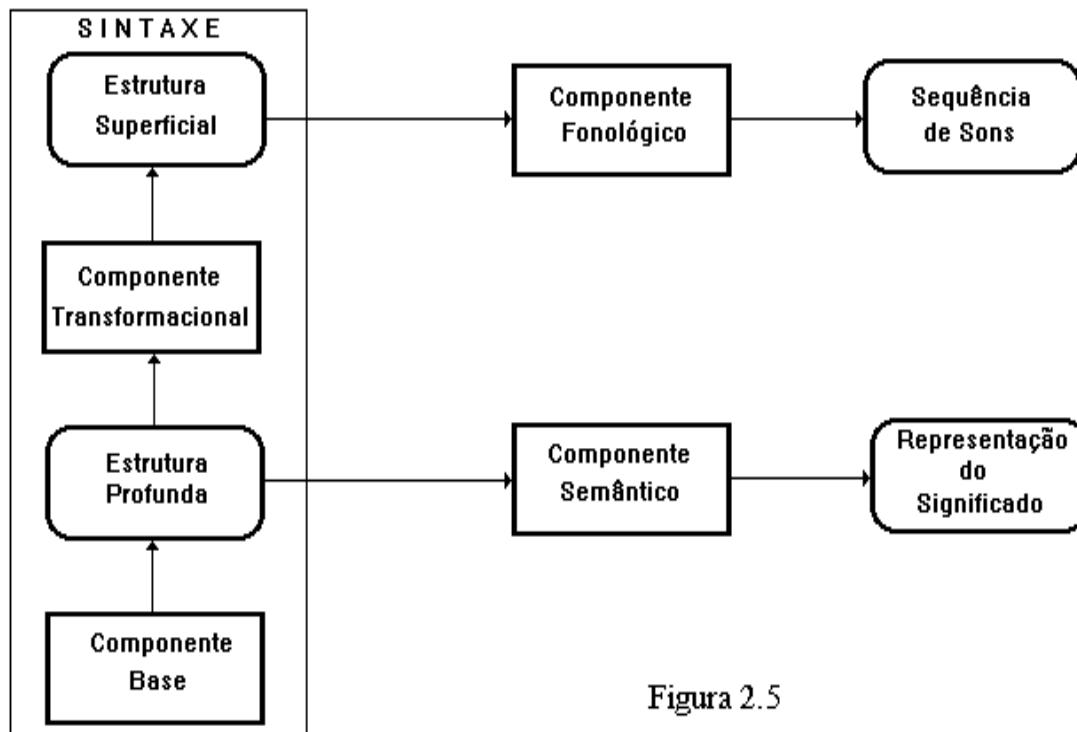 SINTAXE
Estrutura
Superficial
Componente
Fonológico
Sequência
de Sons
Componente
Transformacional
Estrutura
Profunda
Componente
Semântico
Representação
do
Significado
Componente
Base
Figura 2.5